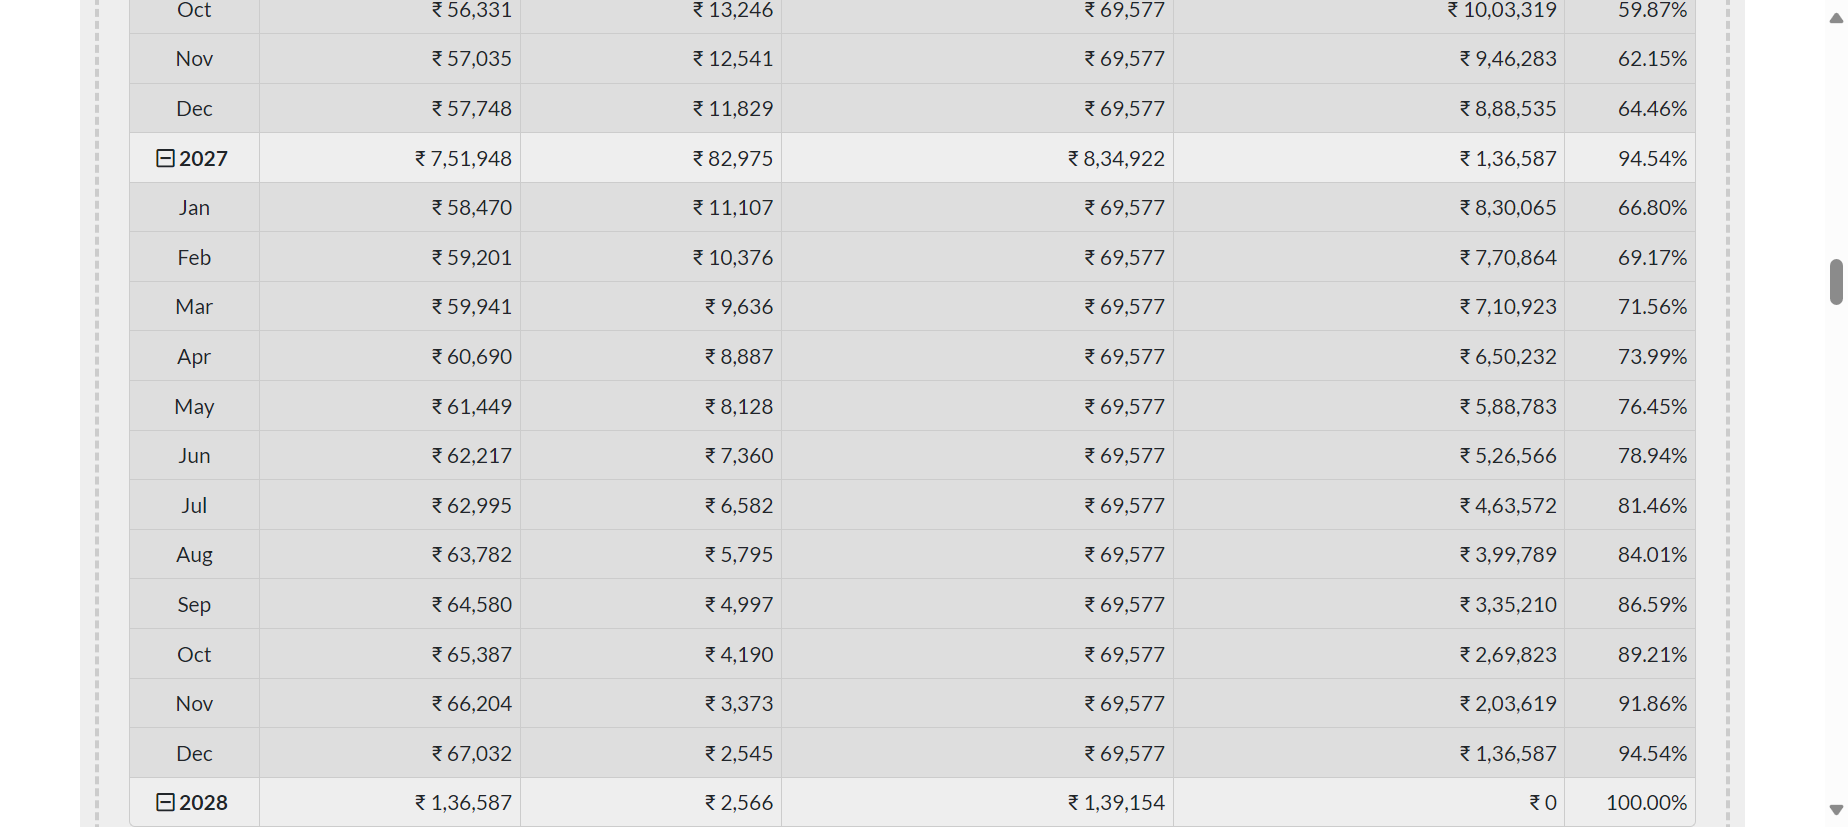 Oct ₹ 56,331 ₹ 13,246 ₹ 69,577 ₹ 10,03,319 59.87%
Nov ₹ 57,035 ₹ 12,541 ₹ 69,577 ₹ 9,46,283 62.15%
Dec ₹ 57,748 ₹ 11,829 ₹ 69,577 ₹ 8,88,535 64.46%
2027 ₹ 7,51,948 ₹ 82,975 ₹ 8,34,922 ₹ 1,36,587 94.54%
Jan ₹ 58,470 ₹ 11,107 ₹ 69,577 ₹ 8,30,065 66.80%
Feb ₹ 59,201 ₹ 10,376 ₹ 69,577 ₹ 7,70,864 69.17%
Mar ₹ 59,941 ₹ 9,636 ₹ 69,577 ₹ 7,10,923 71.56%
Apr ₹ 60,690 ₹ 8,887 ₹ 69,577 ₹ 6,50,232 73.99%
May ₹ 61,449 ₹ 8,128 ₹ 69,577 ₹ 5,88,783 76.45%
Jun ₹ 62,217 ₹ 7,360 ₹ 69,577 ₹ 5,26,566 78.94%
Jul ₹ 62,995 ₹ 6,582 ₹ 69,577 ₹ 4,63,572 81.46%
Aug ₹ 63,782 ₹ 5,795 ₹ 69,577 ₹ 3,99,789 84.01%
Sep ₹ 64,580 ₹ 4,997 ₹ 69,577 ₹ 3,35,210 86.59%
Oct ₹ 65,387 ₹ 4,190 ₹ 69,577 ₹ 2,69,823 89.21%
Nov ₹ 66,204 ₹ 3,373 ₹ 69,577 ₹ 2,03,619 91.86%
Dec ₹ 67,032 ₹ 2,545 ₹ 69,577 ₹ 1,36,587 94.54%
2028 ₹ 1,36,587 ₹ 2,566 ₹ 1,39,154 ₹ 0 100.00%